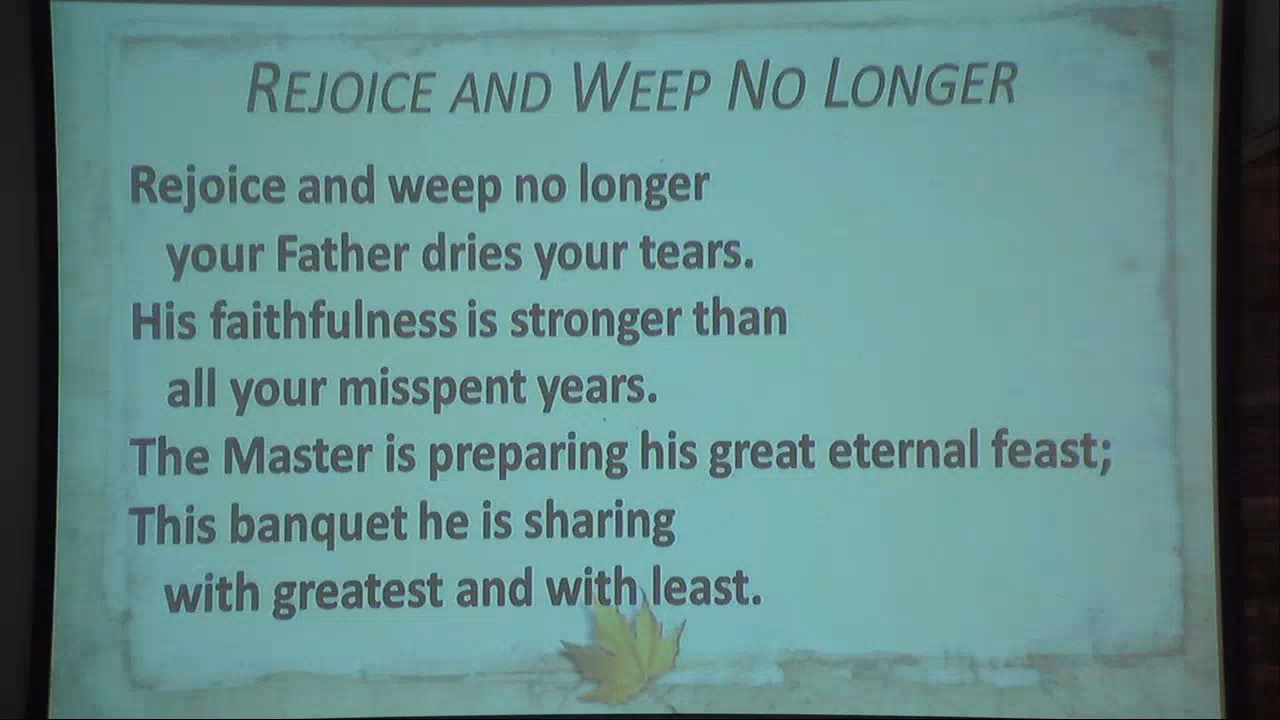 REJOICE AND WEEP NO LONGER
Rejoice and weep no longer
your Father dries your tears.
His faithfulness is stronger than
all your misspent years.
The Master is preparing his great eternal feast;
This banquet he is sharing
with greatest and with least.